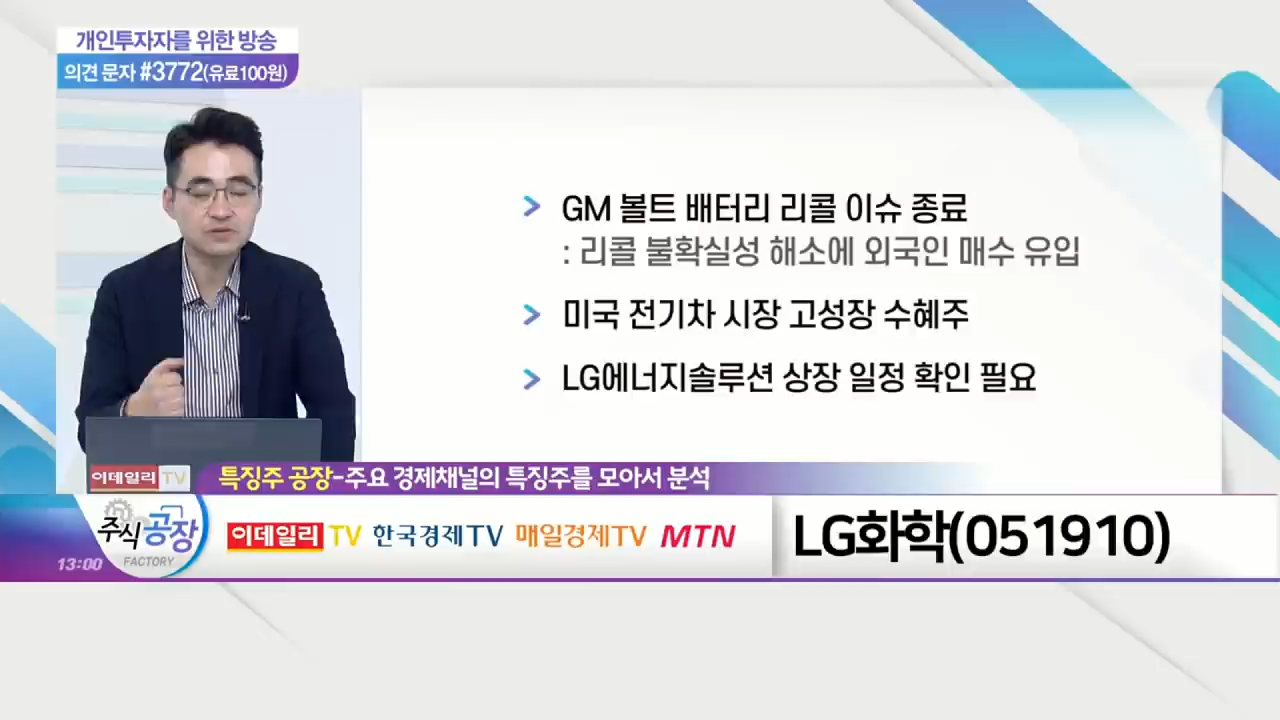 개인투자자를 위한 방송
의견 문자 #3772(유료100원)
GM 볼트 배터리 리콜 이슈 종료
: 리콜 불확실성 해소에 외국인 매수 유입
미국 전기차 시장 고성장 수혜주
LG에너지솔루션 상장 일정 확인 필요
이데일리 TV
특징주 공장-주요 경제채널의 특징주를 모아서 분석
주식공장
FACTORY
13:00
이데일리 TV 한국경제TV 매일경제TV MTN
LG화학(051910)